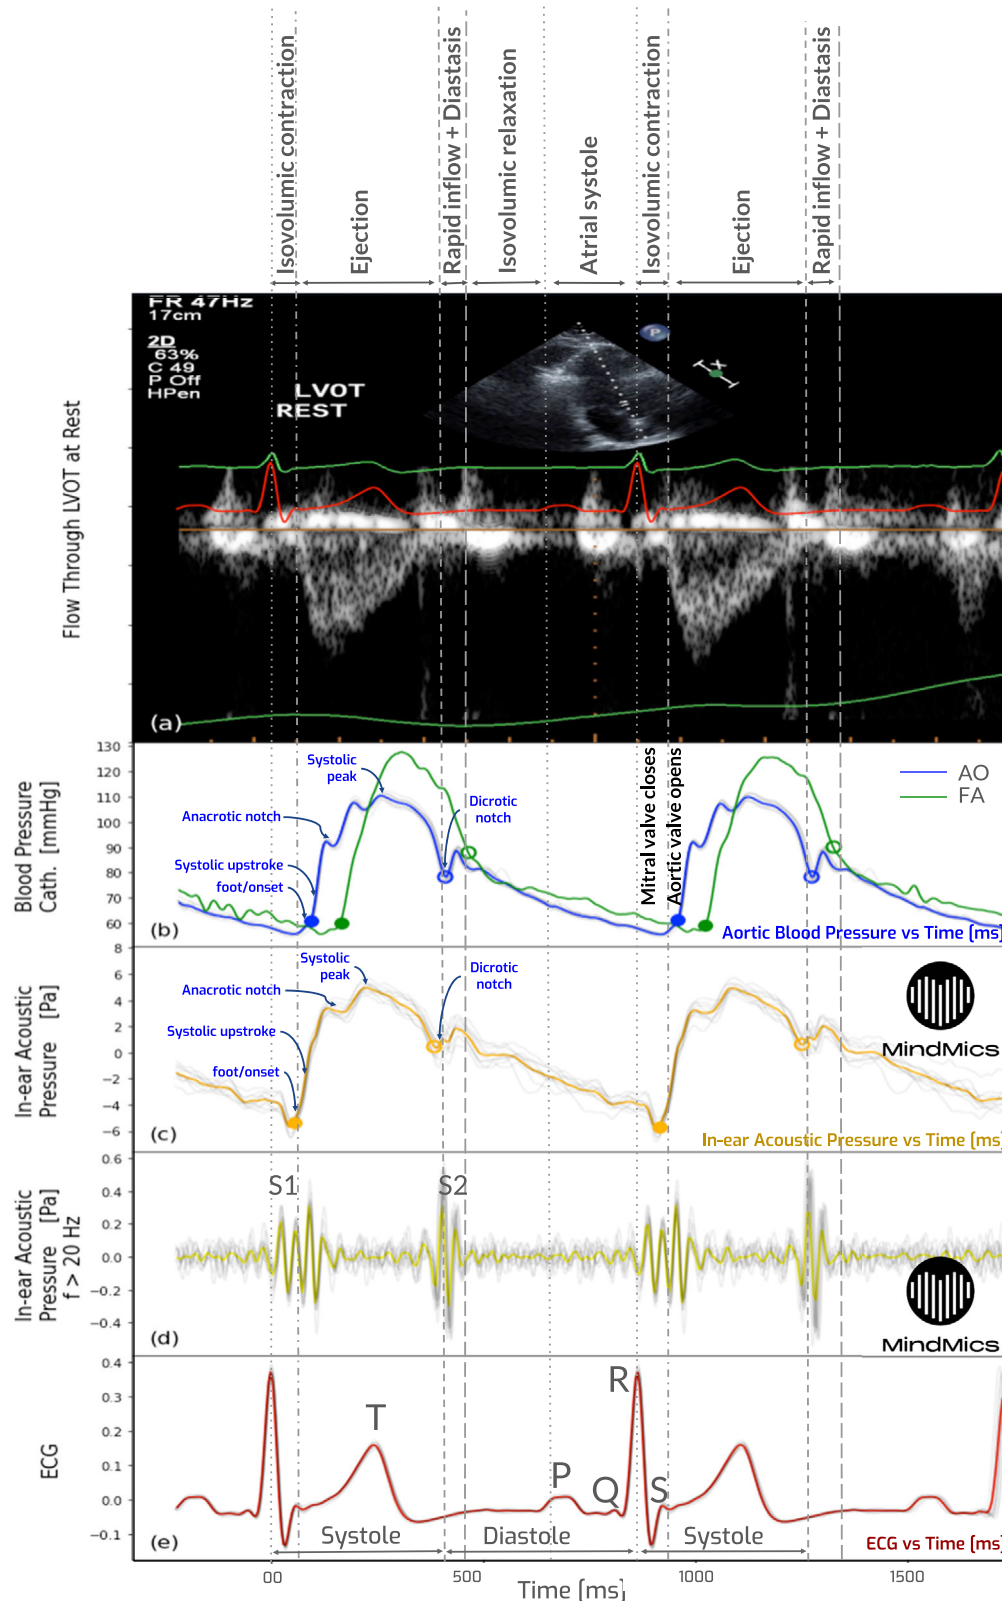 Isovolumic contraction
Ejection
Rapid inflow + Diastasis
Isovolumic relaxation
Atrial systole
Isovolumic contraction
Ejection
Rapid inflow + Diastasis
Flow Through LVOT at Rest
FR 47Hz
17cm
2D
63%
C 49
P Off
HPen
LVOT
REST
P
X
(a)
Blood Pressure
Cath. [mmHg]
130
120
110
100
90
80
70
60
Systolic
peak
Anacrotic notch
Systolic upstroke
foot/onset
Dicrotic
notch
Mitral valve closes
Aortic valve opens
AO
FA
(b)
Aortic Blood Pressure vs Time [ms]
In-ear Acoustic
Pressure [Pa]
8
6
4
2
0
−2
−4
−6
Systolic
peak
Anacrotic notch
Systolic upstroke
foot/onset
Dicrotic
notch
MindMics
(c)
In-ear Acoustic Pressure vs Time [ms]
In-ear Acoustic
Pressure [Pa]
f > 20 Hz
0.6
0.4
0.2
0.0
−0.2
−0.4
S1
S2
MindMics
(d)
ECG
0.4
0.3
0.2
0.1
0.0
−0.1
T
P
Q
R
S
Systole
Diastole
Systole
(e)
ECG vs Time [ms]
00
500
1000
1500
Time [ms]